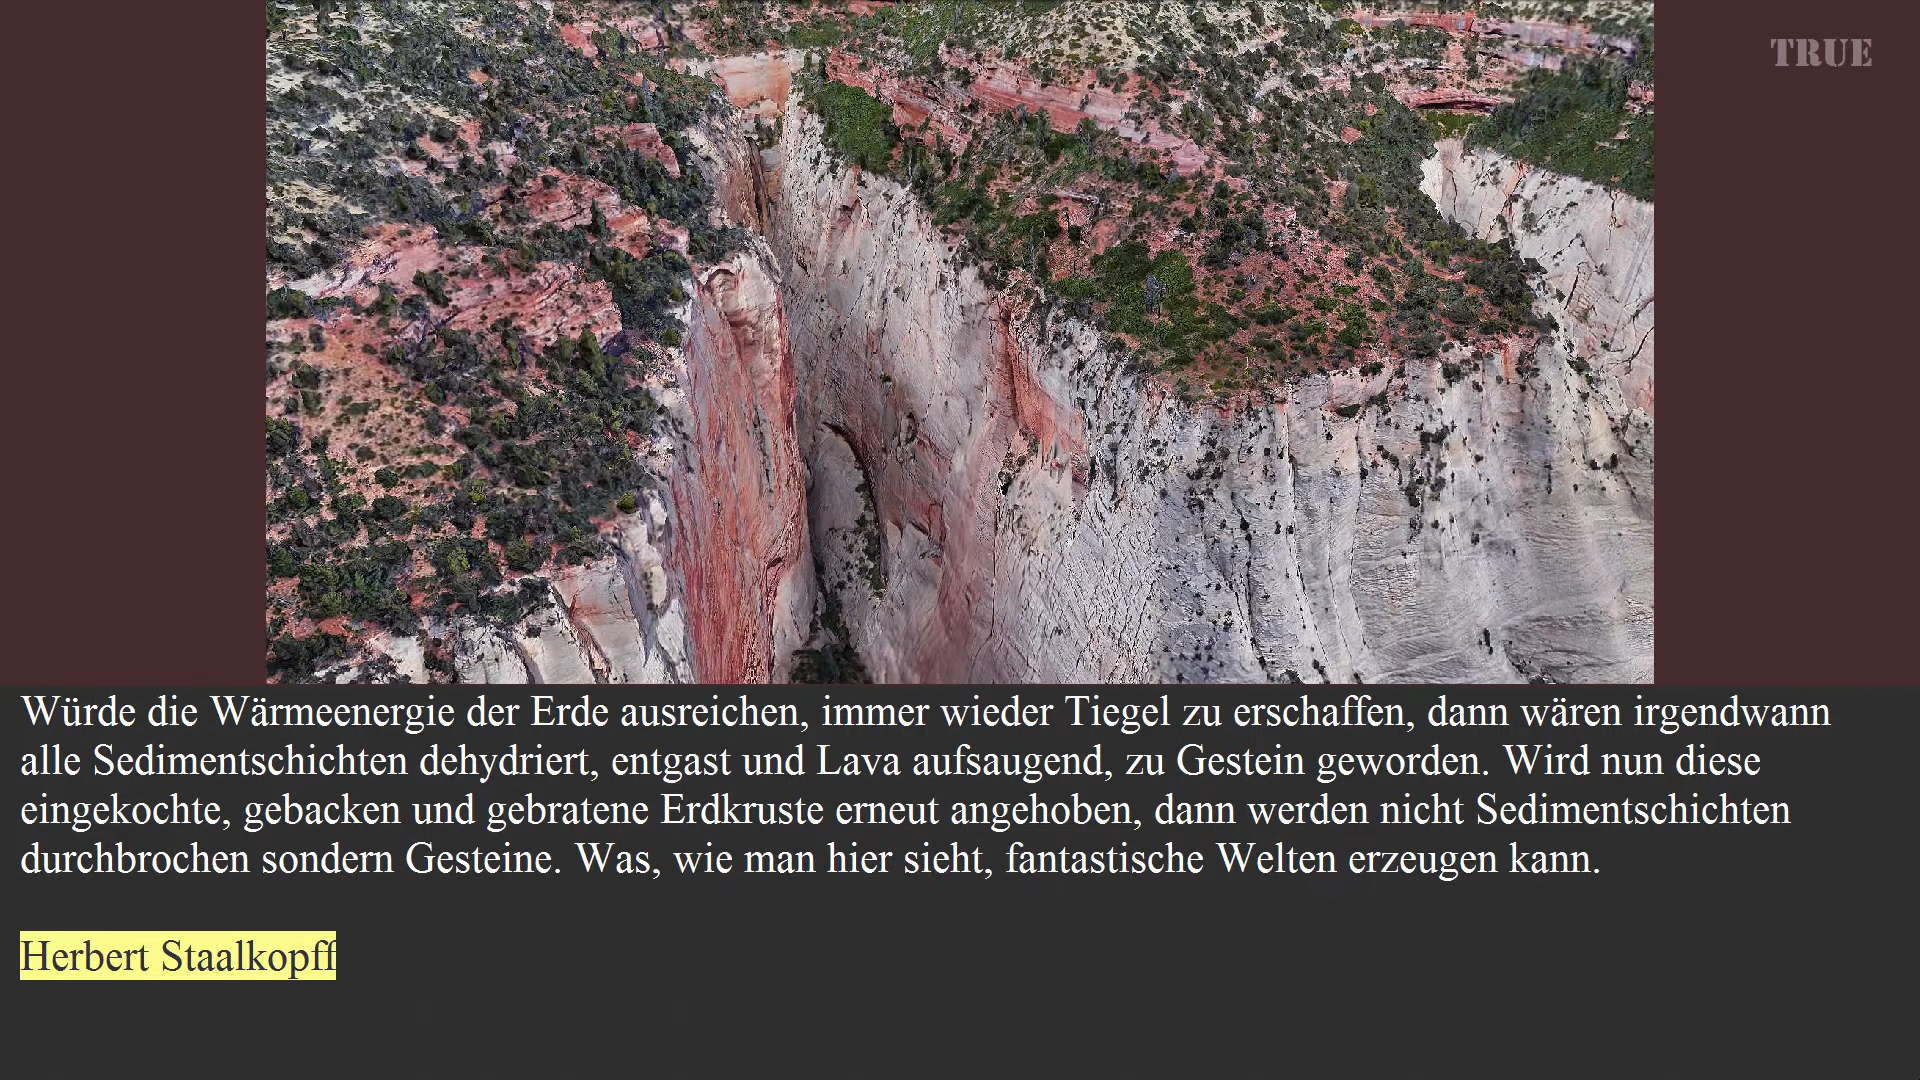 TRUE
Würde die Wärmeenergie der Erde ausreichen, immer wieder Tiegel zu erschaffen, dann wären irgendwann
alle Sedimentschichten dehydriert, entgast und Lava aufsaugend, zu Gestein geworden. Wird nun diese
eingekochte, gebacken und gebratene Erdkruste erneut angehoben, dann werden nicht Sedimentschichten
durchbrochen sondern Gesteine. Was, wie man hier sieht, fantastische Welten erzeugen kann.
Herbert Staalkopff